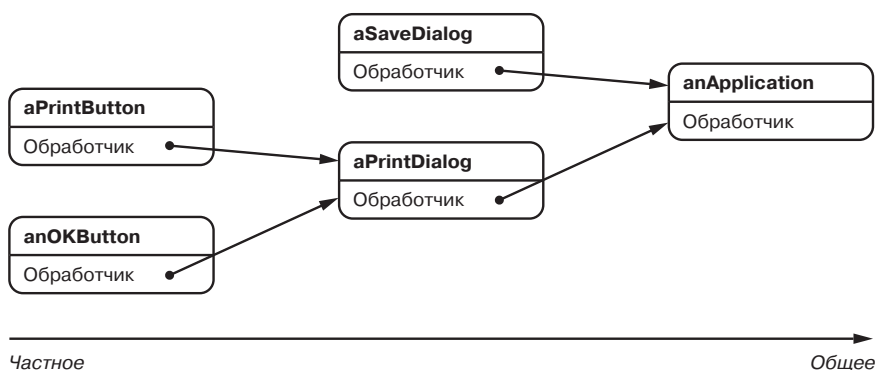 aSaveDialog
Обработчик
anApplication
Обработчик
aPrintButton
Обработчик
aPrintDialog
Обработчик
anOKButton
Обработчик
Частное
Общее